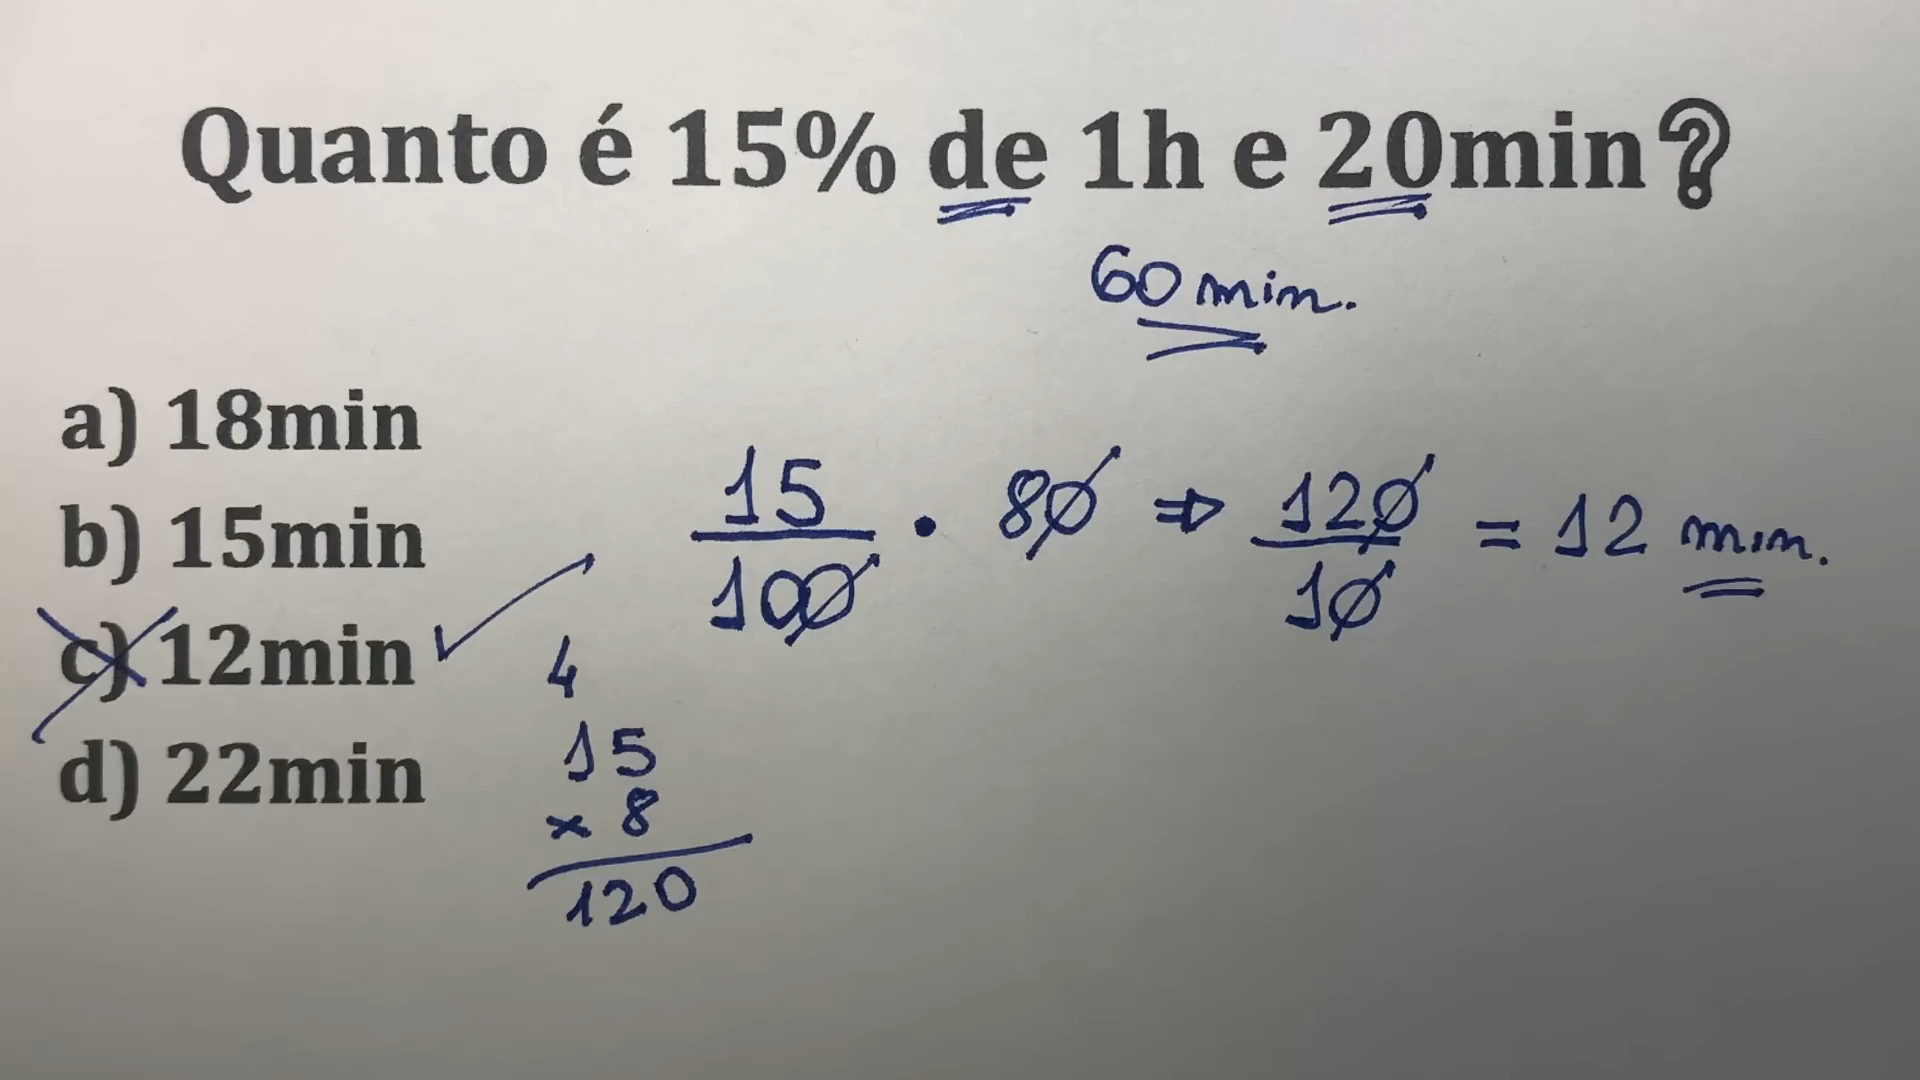 Quanto é 15% de 1h e 20min?
60 min.
a) 18min
b) 15min
c) 12min
d) 22min
15/100 · 80 ⇒ 120/10 = 12 min.
4
15
× 8
120